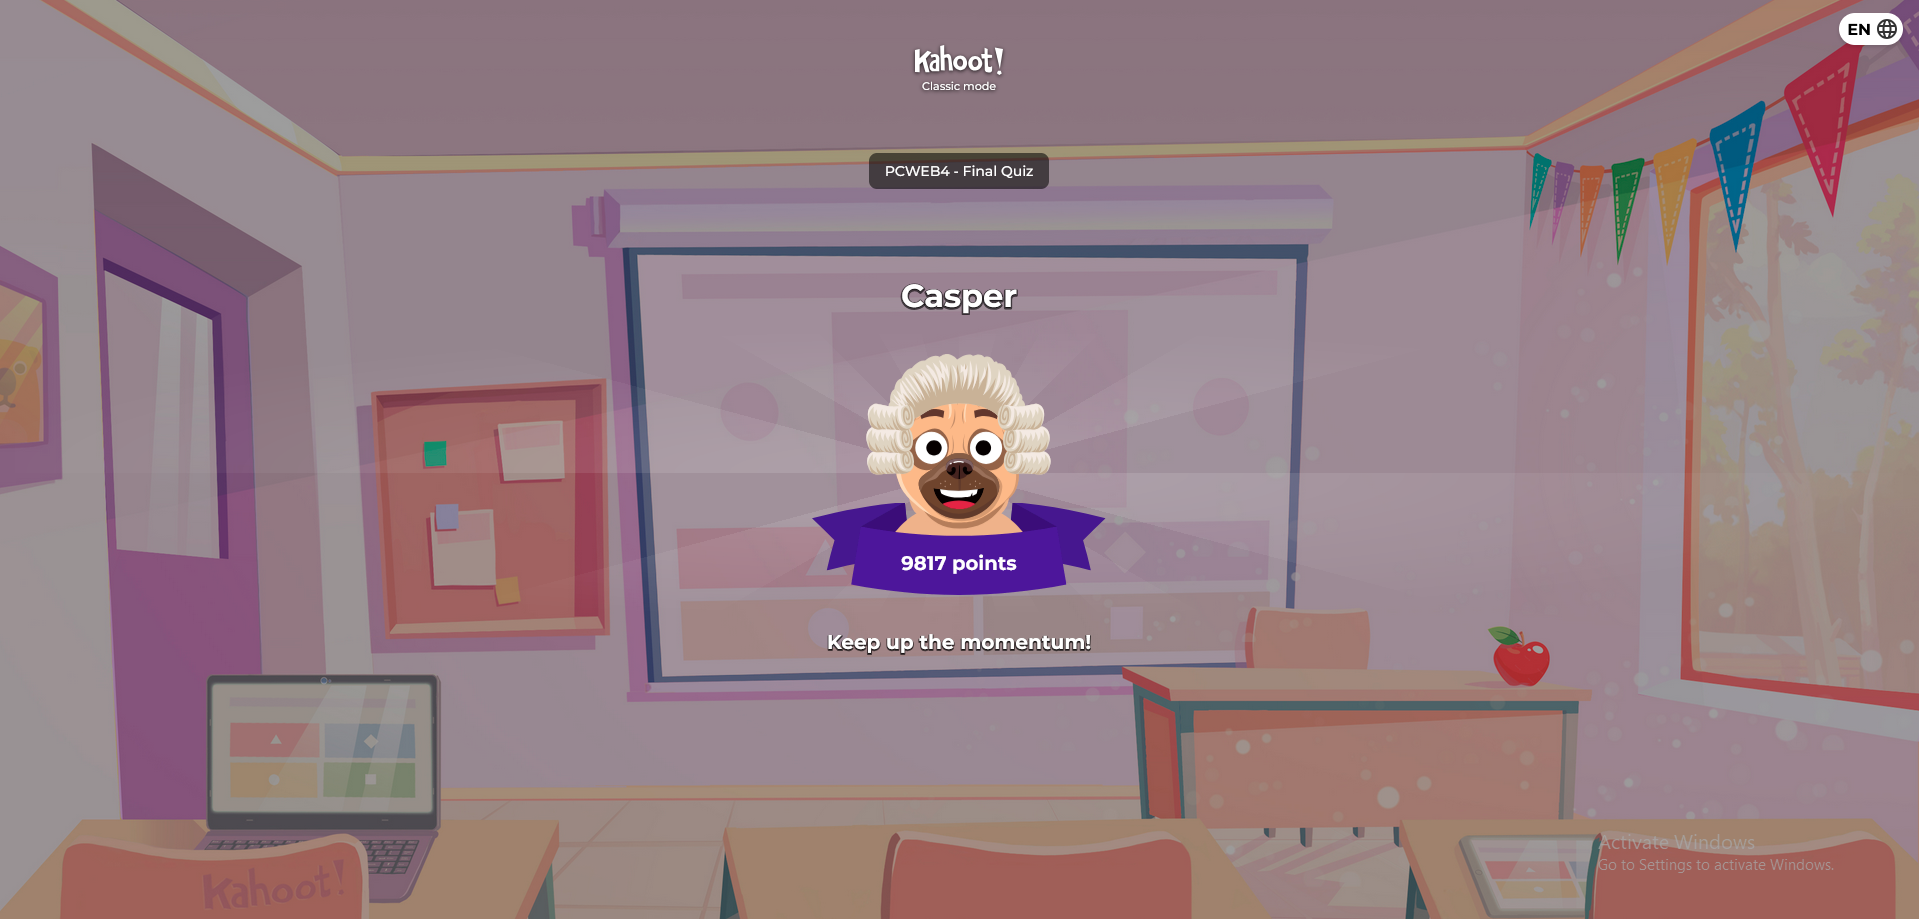 EN
Kahoot!
Classic mode
PCWEB4 - Final Quiz
Casper
9817 points
Keep up the momentum!
Activate Windows
Go to Settings to activate Windows.
Kahoot!